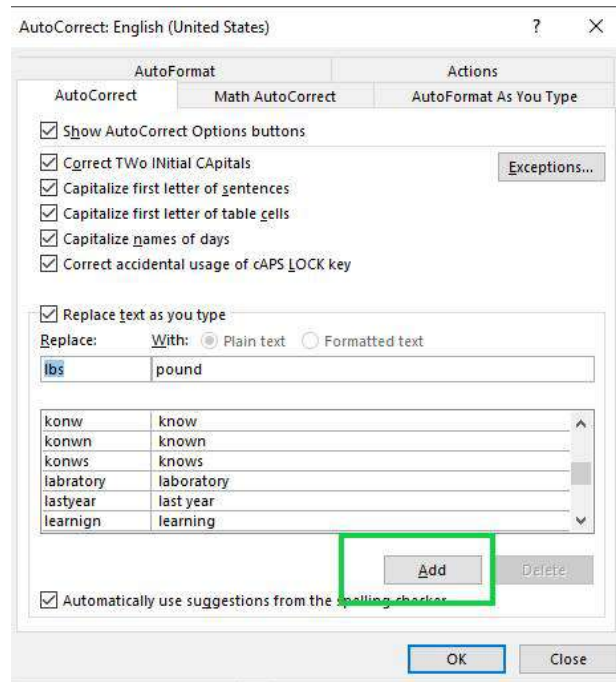 AutoCorrect: English (United States) ? ×
AutoFormat Actions
AutoCorrect Math AutoCorrect AutoFormat As You Type
Show AutoCorrect Options buttons
Correct TWo INitial CApitals Exceptions...
Capitalize first letter of sentences
Capitalize first letter of table cells
Capitalize names of days
Correct accidental usage of cAPS LOCK key
Replace text as you type
Replace: With: Plain text Formatted text
lbs pound
konw know
konwn known
konws knows
labratory laboratory
lastyear last year
learnign learning
Add Delete
Automatically use suggestions from the spelling checker
OK Close